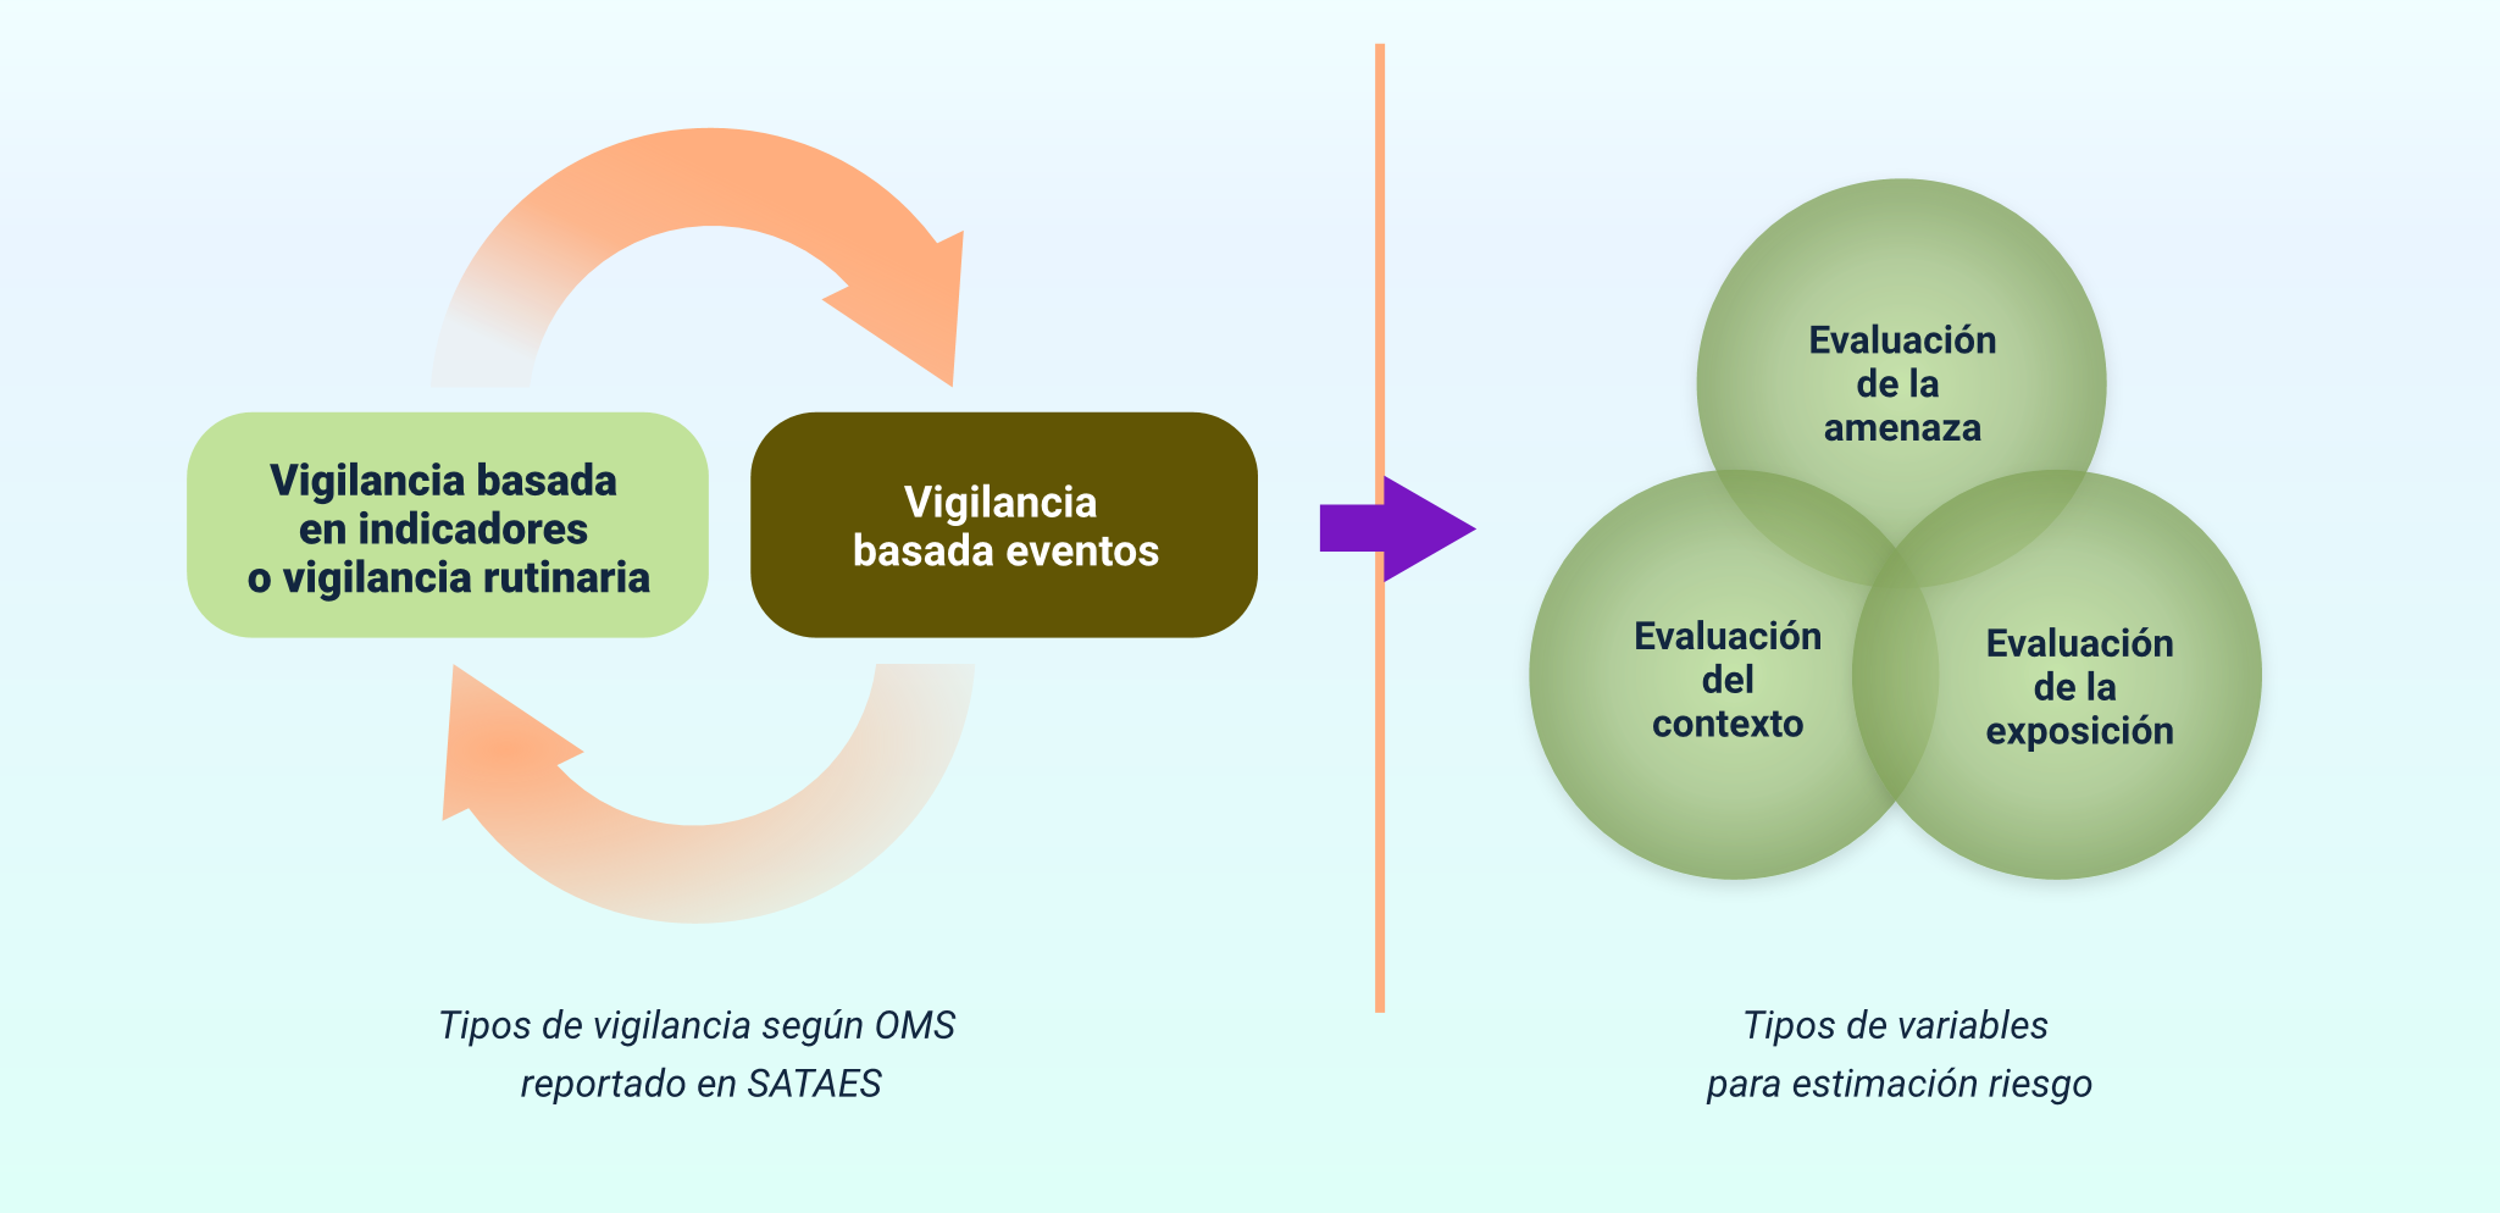 Vigilancia basada
en indicadores
o vigilancia rutinaria
Vigilancia
basada eventos
Tipos de vigilancia según OMS
reportado en SATAES
Evaluación
de la
amenaza
Evaluación
del
contexto
Evaluación
de la
exposición
Tipos de variables
para estimación riesgo